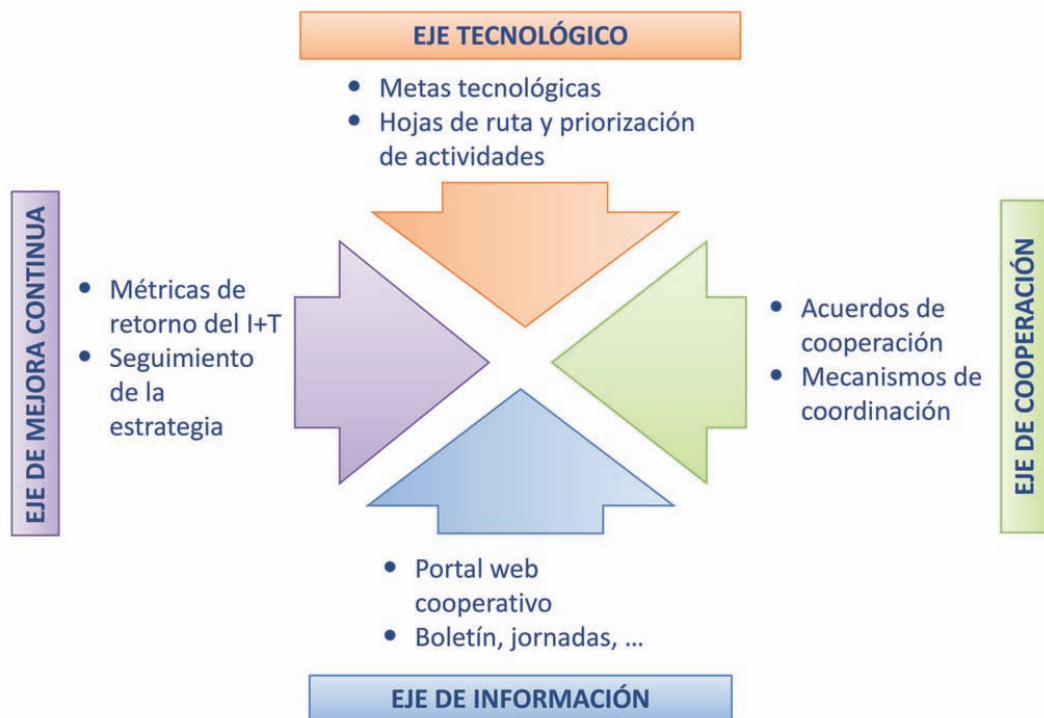 EJE TECNOLÓGICO
• Metas tecnológicas
• Hojas de ruta y priorización
de actividades
EJE DE MEJORA CONTINUA
• Métricas de
retorno del I+T
• Seguimiento
de la
estrategia
• Acuerdos de
cooperación
• Mecanismos de
coordinación
EJE DE COOPERACIÓN
• Portal web
cooperativo
• Boletín, jornadas, ...
EJE DE INFORMACIÓN